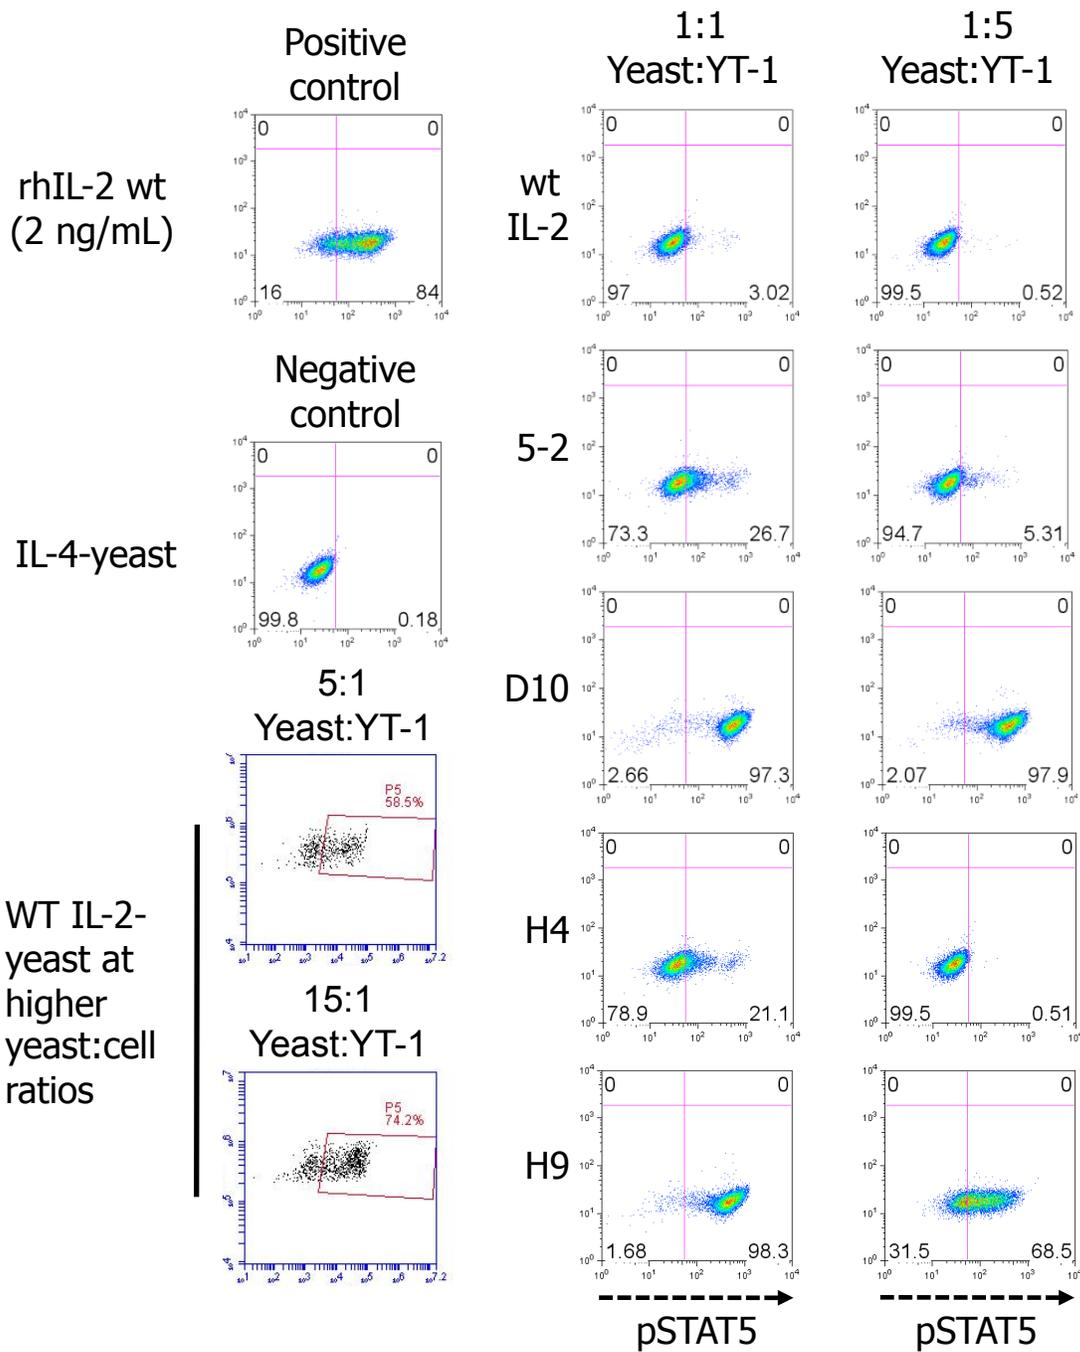 Positive
control
rhIL-2 wt
(2 ng/mL)
0 0
16 84
Negative
control
IL-4-yeast
0 0
99.8 0.18
5:1
Yeast:YT-1
P5
58.5%
WT IL-2-
yeast at
higher
yeast:cell
ratios
15:1
Yeast:YT-1
P5
74.2%
1:1
Yeast:YT-1
1:5
Yeast:YT-1
wt
IL-2
0 0
97 3.02
0 0
99.5 0.52
5-2
0 0
73.3 26.7
0 0
94.7 5.31
D10
0 0
2.66 97.3
0 0
2.07 97.9
H4
0 0
78.9 21.1
0 0
99.5 0.51
H9
0 0
1.68 98.3
0 0
31.5 68.5
pSTAT5
pSTAT5